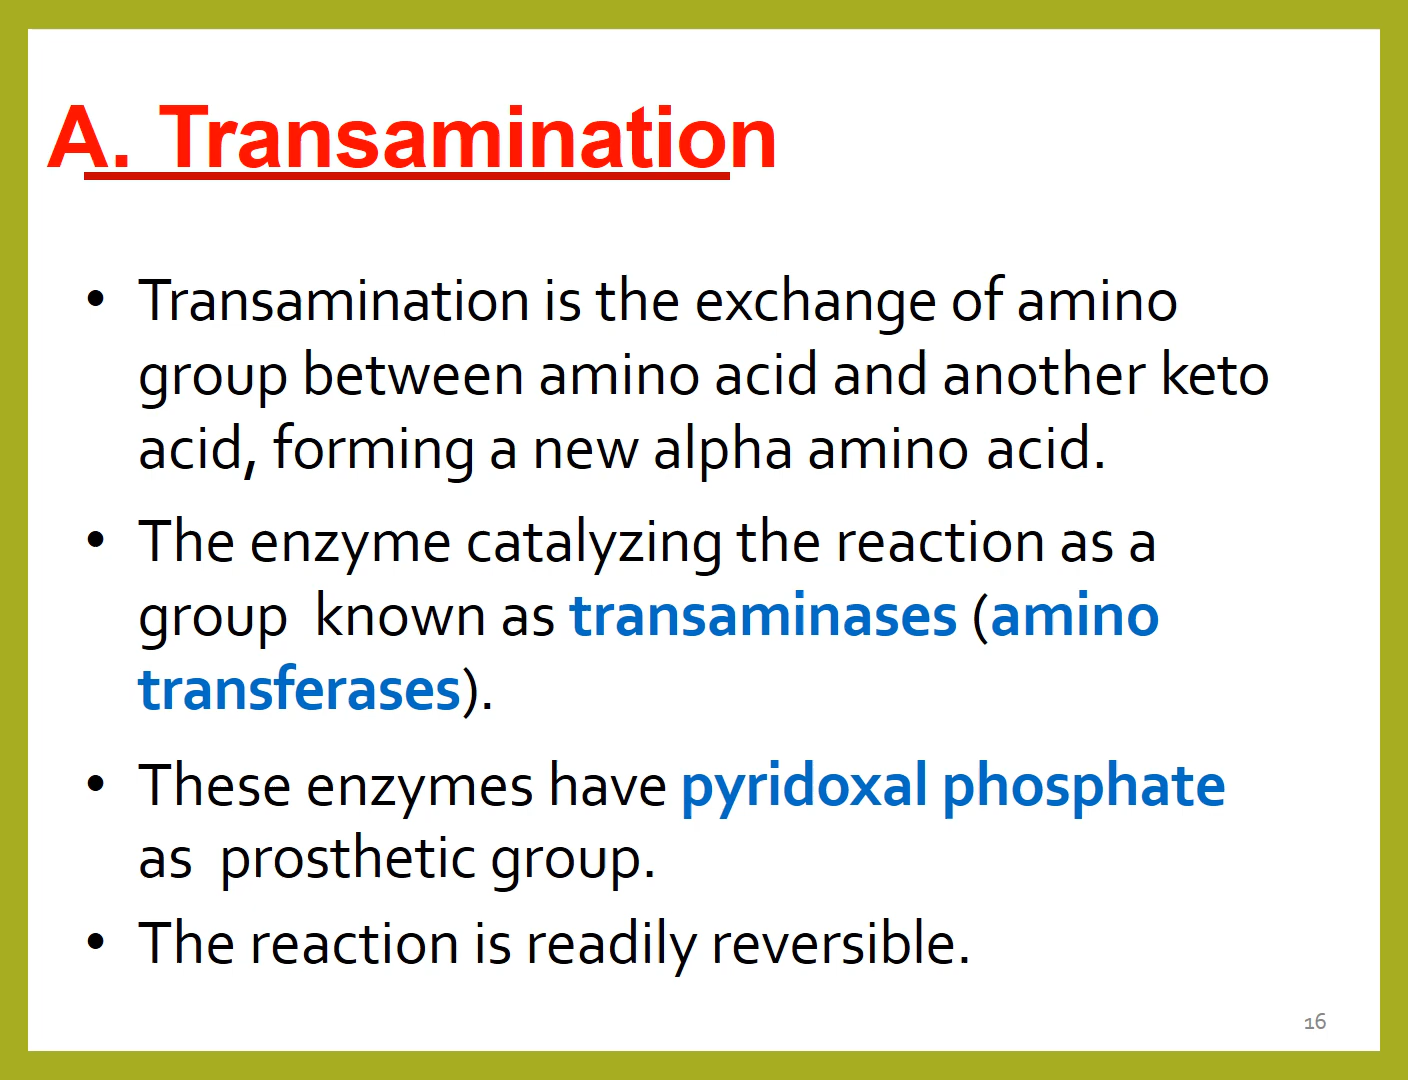 A. Transamination
• Transamination is the exchange of amino
group between amino acid and another keto
acid, forming a new alpha amino acid.
• The enzyme catalyzing the reaction as a
group known as transaminases (amino
transferases).
• These enzymes have pyridoxal phosphate
as prosthetic group.
• The reaction is readily reversible.
16